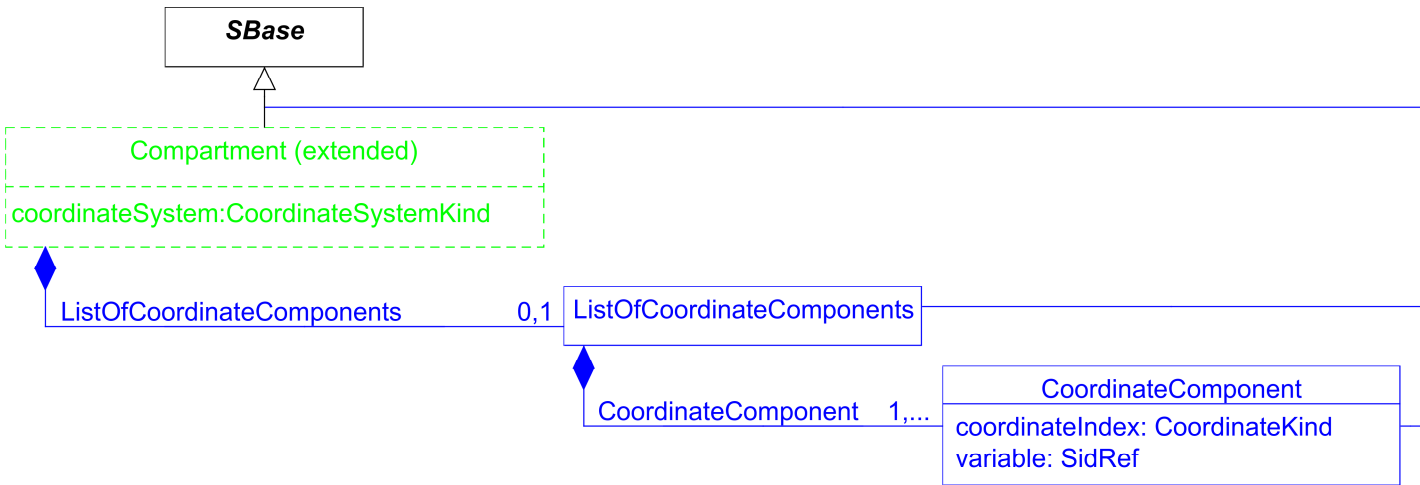 SBase
Compartment (extended)
coordinateSystem:CoordinateSystemKind
ListOfCoordinateComponents 0,1
ListOfCoordinateComponents
CoordinateComponent 1,...
CoordinateComponent
coordinateIndex: CoordinateKind
variable: SidRef